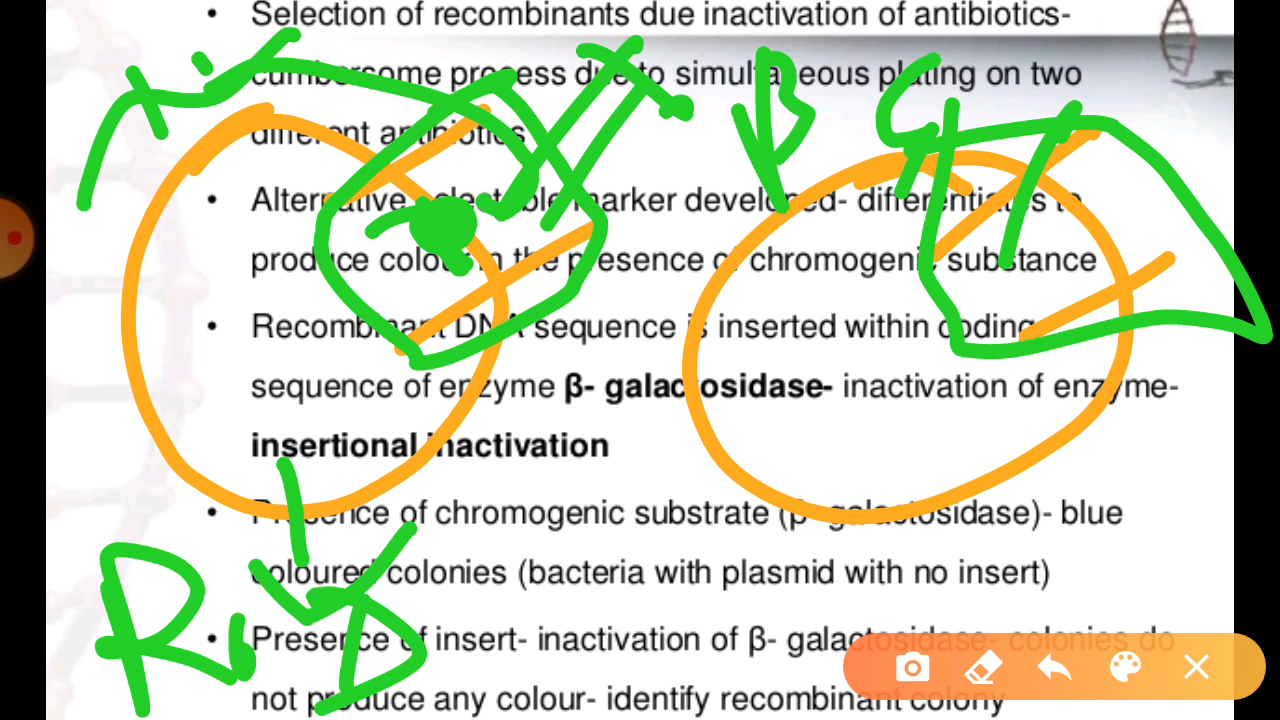 • Selection of recombinants due inactivation of antibiotics-
cumbersome process due to simultaneous plating on two
different antibiotics
• Alternative selectable marker developed- differentiates to
produce colour in the presence of chromogenic substance
• Recombinant DNA sequence is inserted within coding
sequence of enzyme β- galactosidase- inactivation of enzyme-
insertional inactivation
• Presence of chromogenic substrate (β- galactosidase)- blue
coloured colonies (bacteria with plasmid with no insert)
• Presence of insert- inactivation of β- galactosidase- colonies do
not produce any colour- identify recombinant colony